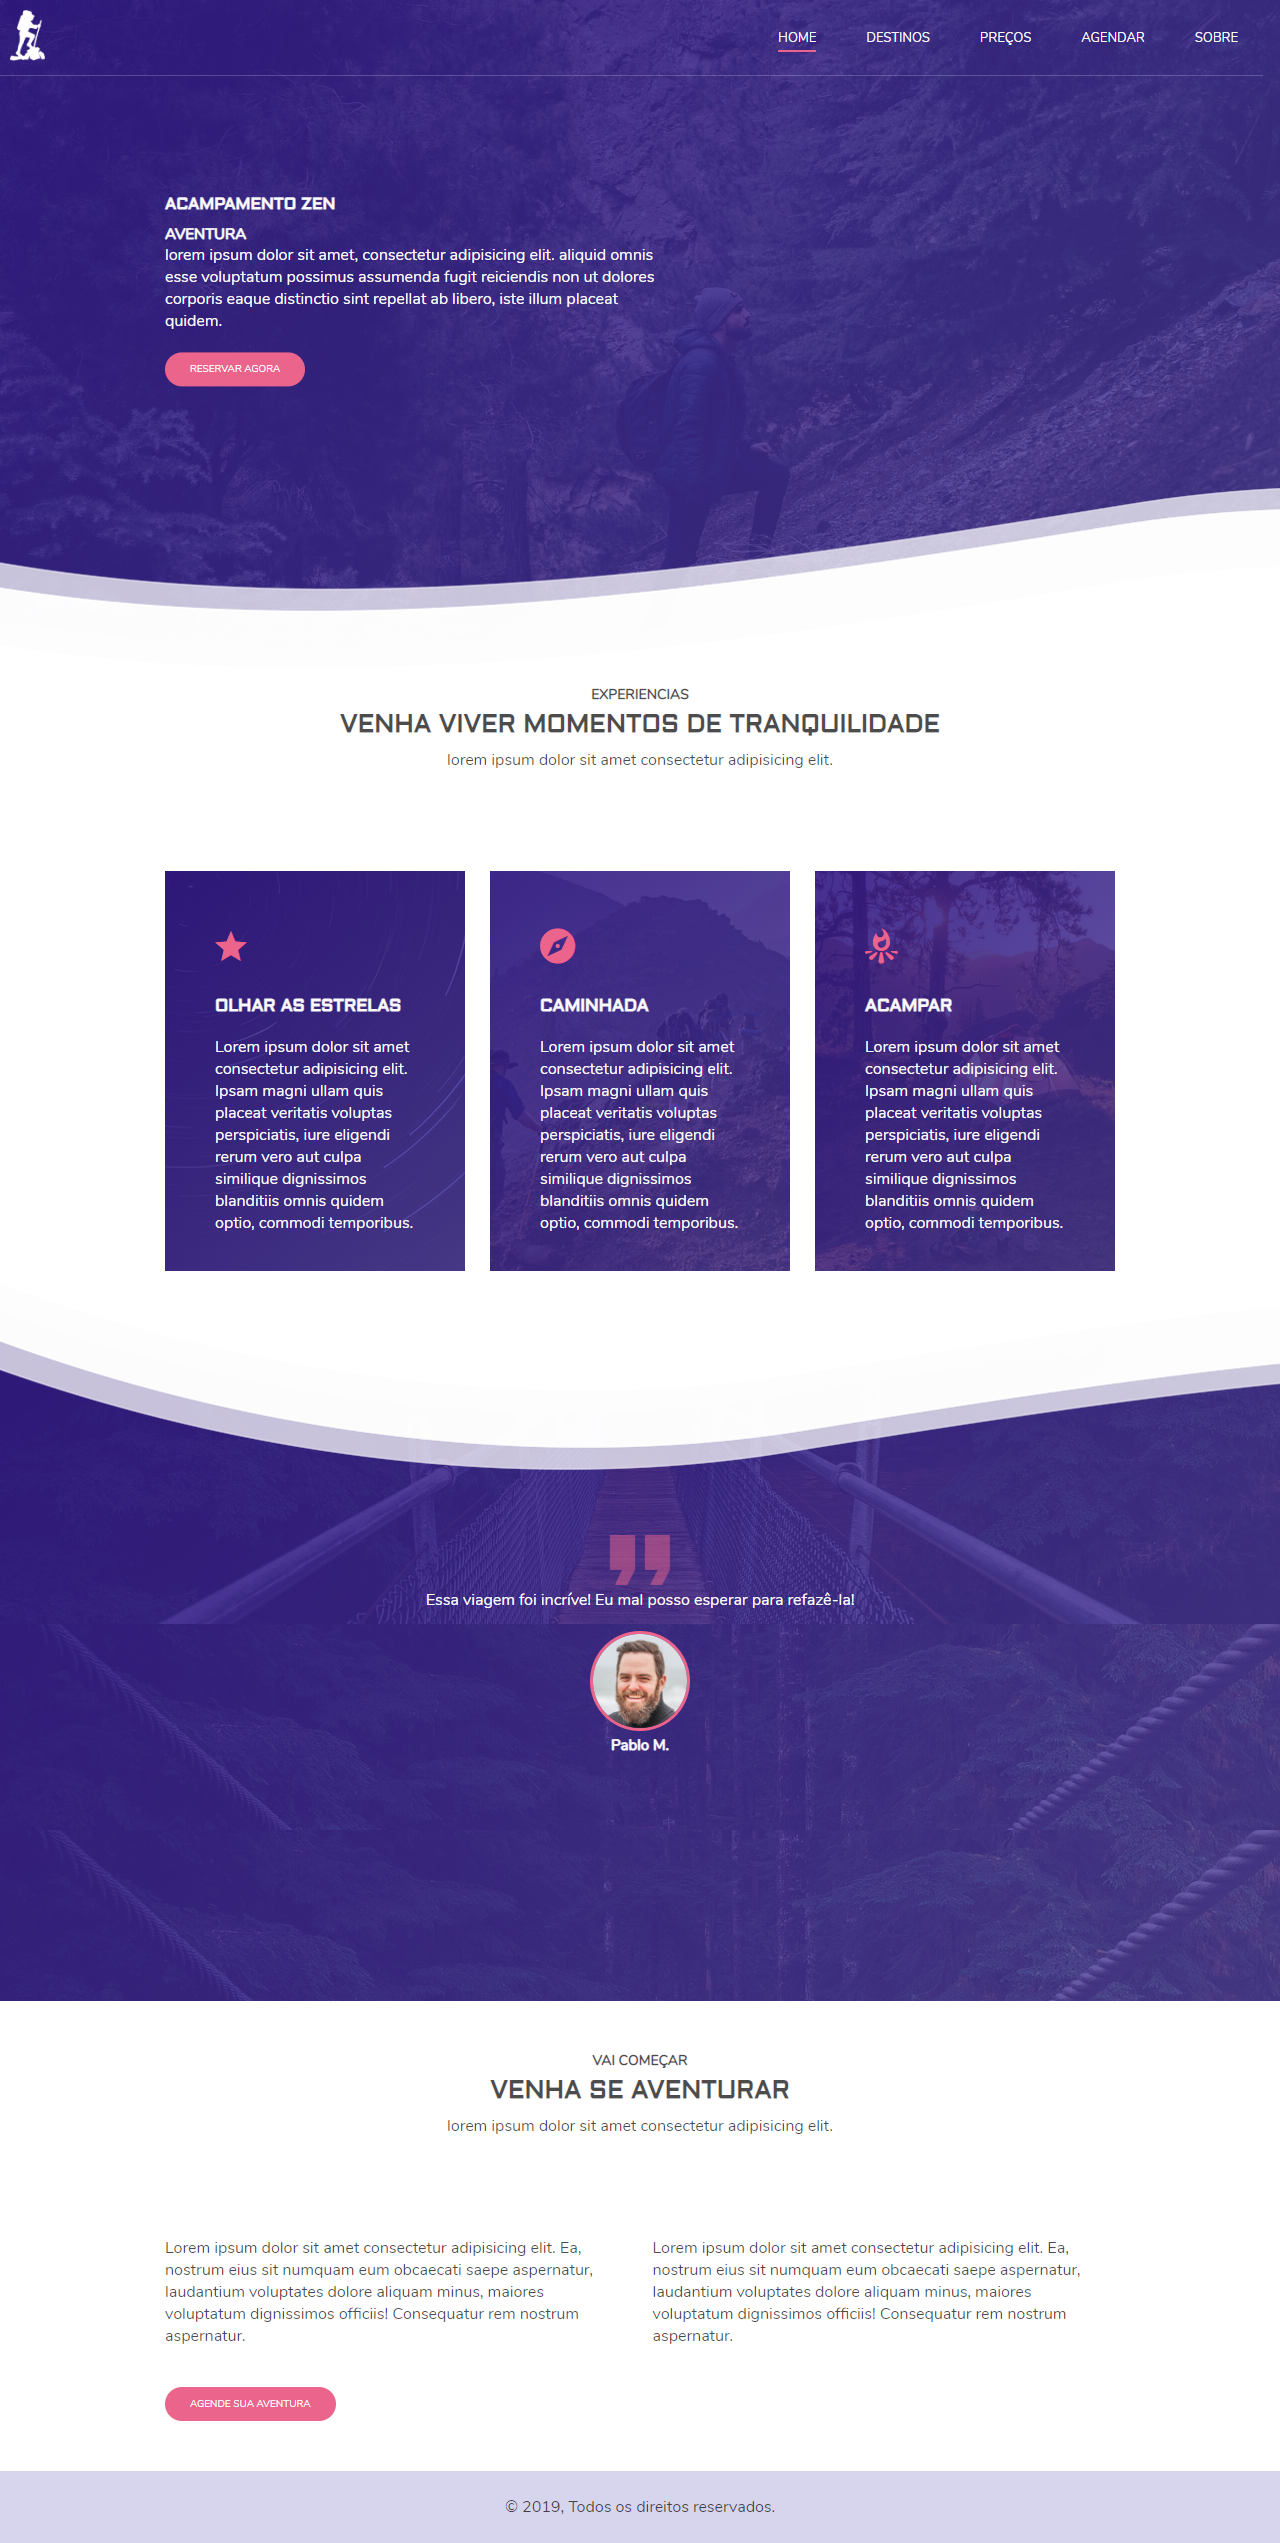 HOME DESTINOS PREÇOS AGENDAR SOBRE
ACAMPAMENTO ZEN
AVENTURA
lorem ipsum dolor sit amet, consectetur adipisicing elit. aliquid omnis
esse voluptatum possimus assumenda fugit reiciendis non ut dolores
corporis eaque distinctio sint repellat ab libero, iste illum placeat
quidem.
RESERVAR AGORA
EXPERIENCIAS
VENHA VIVER MOMENTOS DE TRANQUILIDADE
lorem ipsum dolor sit amet consectetur adipisicing elit.
OLHAR AS ESTRELAS
Lorem ipsum dolor sit amet
consectetur adipisicing elit.
Ipsam magni ullam quis
placeat veritatis voluptas
perspiciatis, iure eligendi
rerum vero aut culpa
similique dignissimos
blanditiis omnis quidem
optio, commodi temporibus.
CAMINHADA
Lorem ipsum dolor sit amet
consectetur adipisicing elit.
Ipsam magni ullam quis
placeat veritatis voluptas
perspiciatis, iure eligendi
rerum vero aut culpa
similique dignissimos
blanditiis omnis quidem
optio, commodi temporibus.
ACAMPAR
Lorem ipsum dolor sit amet
consectetur adipisicing elit.
Ipsam magni ullam quis
placeat veritatis voluptas
perspiciatis, iure eligendi
rerum vero aut culpa
similique dignissimos
blanditiis omnis quidem
optio, commodi temporibus.
Essa viagem foi incríve! Eu mal posso esperar para refazê-la!
Pablo M.
VAI COMEÇAR
VENHA SE AVENTURAR
lorem ipsum dolor sit amet consectetur adipisicing elit.
Lorem ipsum dolor sit amet consectetur adipisicing elit. Ea,
nostrum eius sit numquam eum obcaecati saepe aspernatur,
laudantium voluptates dolore aliquam minus, maiores
voluptatum dignissimos officiis! Consequatur rem nostrum
aspernatur.
Lorem ipsum dolor sit amet consectetur adipisicing elit. Ea,
nostrum eius sit numquam eum obcaecati saepe aspernatur,
laudantium voluptates dolore aliquam minus, maiores
voluptatum dignissimos officiis! Consequatur rem nostrum
aspernatur.
AGENDE SUA AVENTURA
© 2019, Todos os direitos reservados.